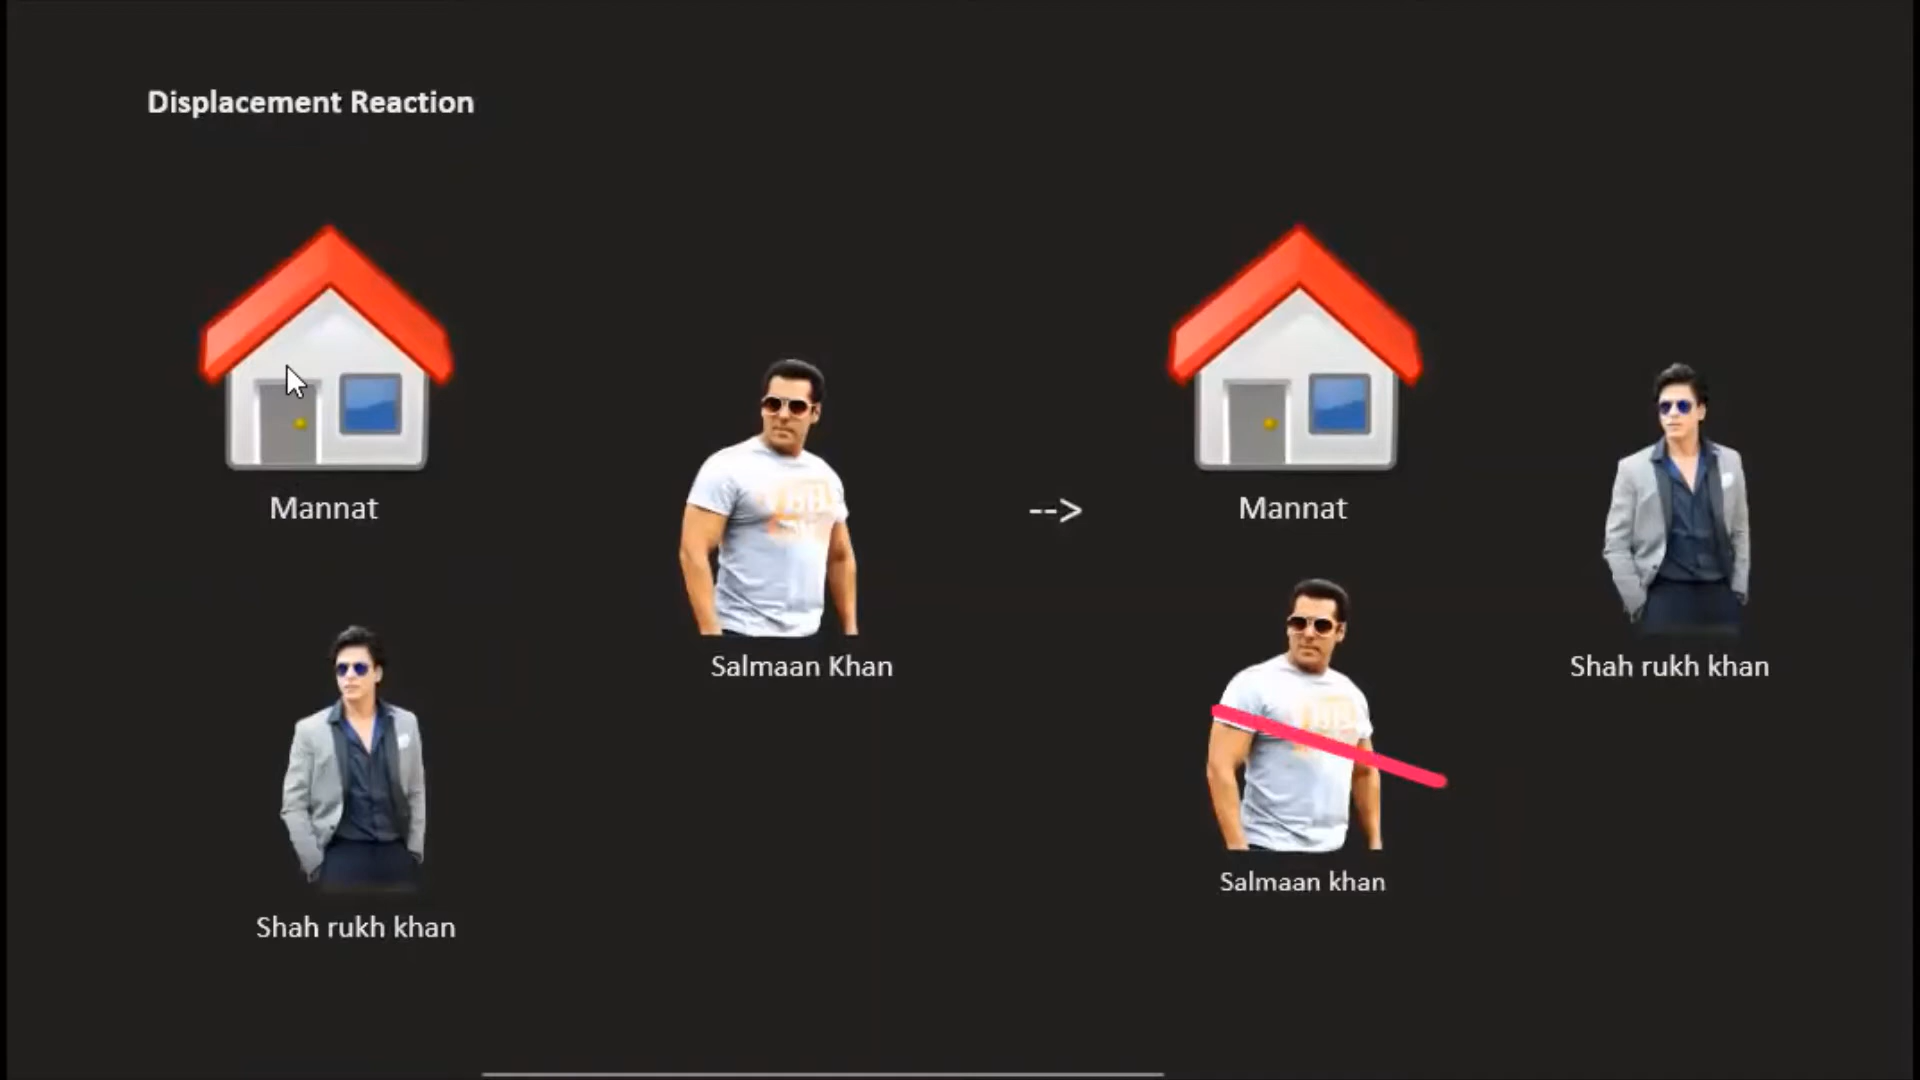 Displacement Reaction
Mannat
Shah rukh khan
Salmaan Khan
-->
Mannat
Salmaan khan
Shah rukh khan